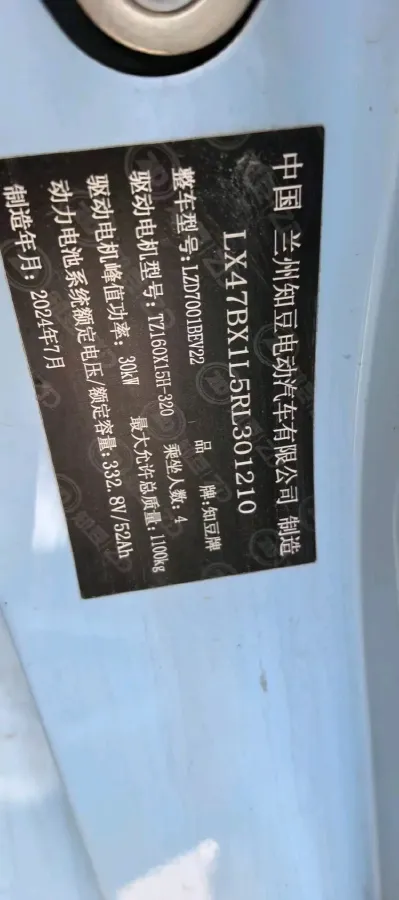 中国 兰州知豆电动汽车有限公司 制造
LX47BX1L5RL301210
品 牌:知豆牌
整车型号:LZD7001BEV22 乘坐人数:4
驱动电机型号:TZ160X15H-320 最大允许总质量:1100kg
驱动电机峰值功率:30kW
动力电池系统额定电压/额定容量:332.8V/52Ah
制造年月:2024年7月